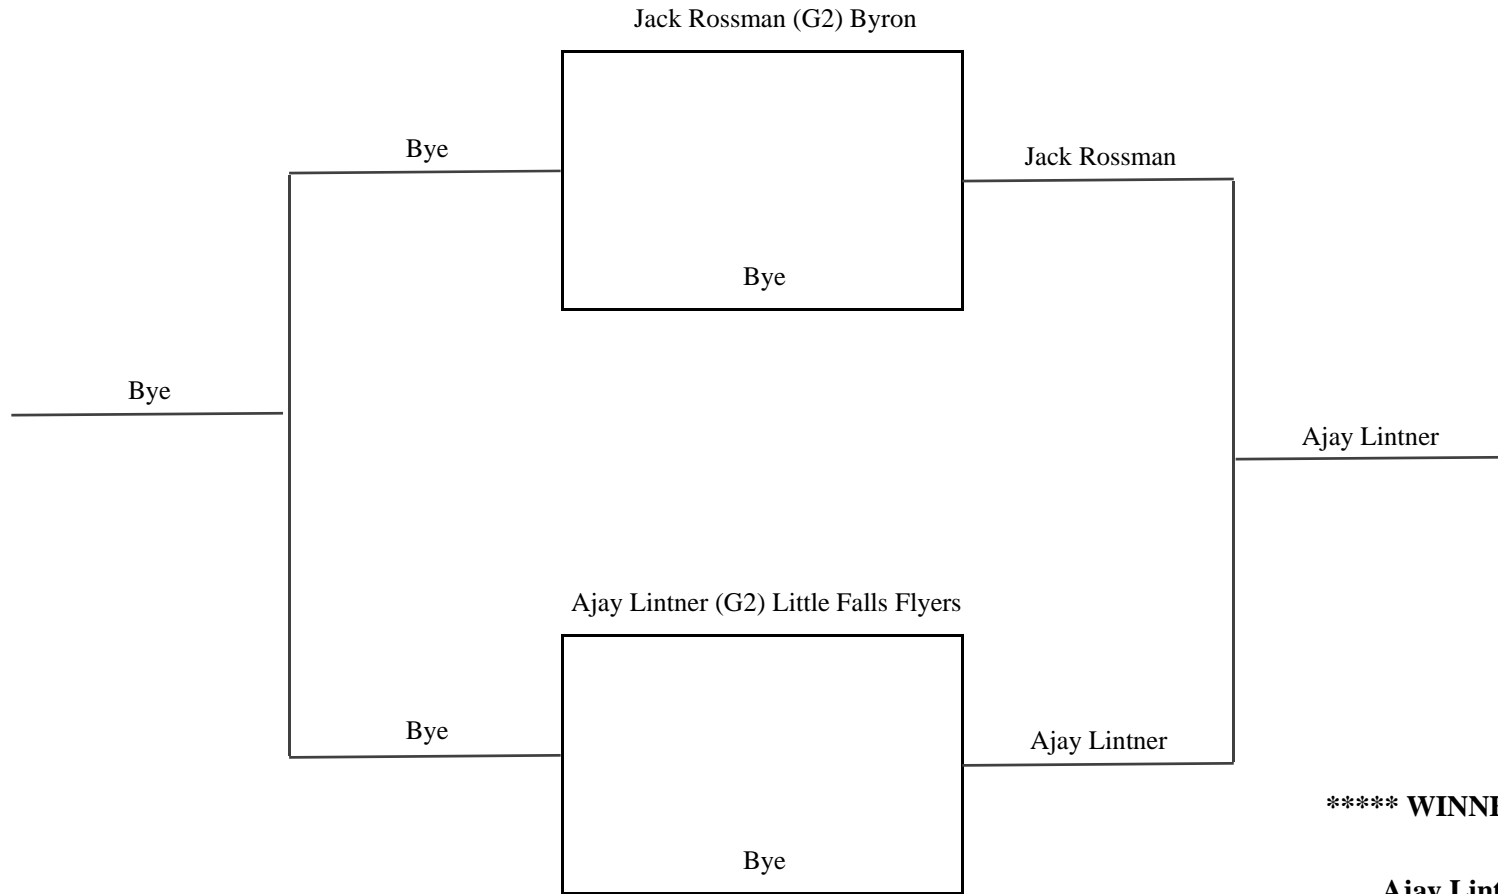 Jack Rossman (G2) Byron
Bye
Jack Rossman
Bye
Bye
Ajay Lintner
Ajay Lintner (G2) Little Falls Flyers
Bye
Ajay Lintner
*****
Bye
Ajay